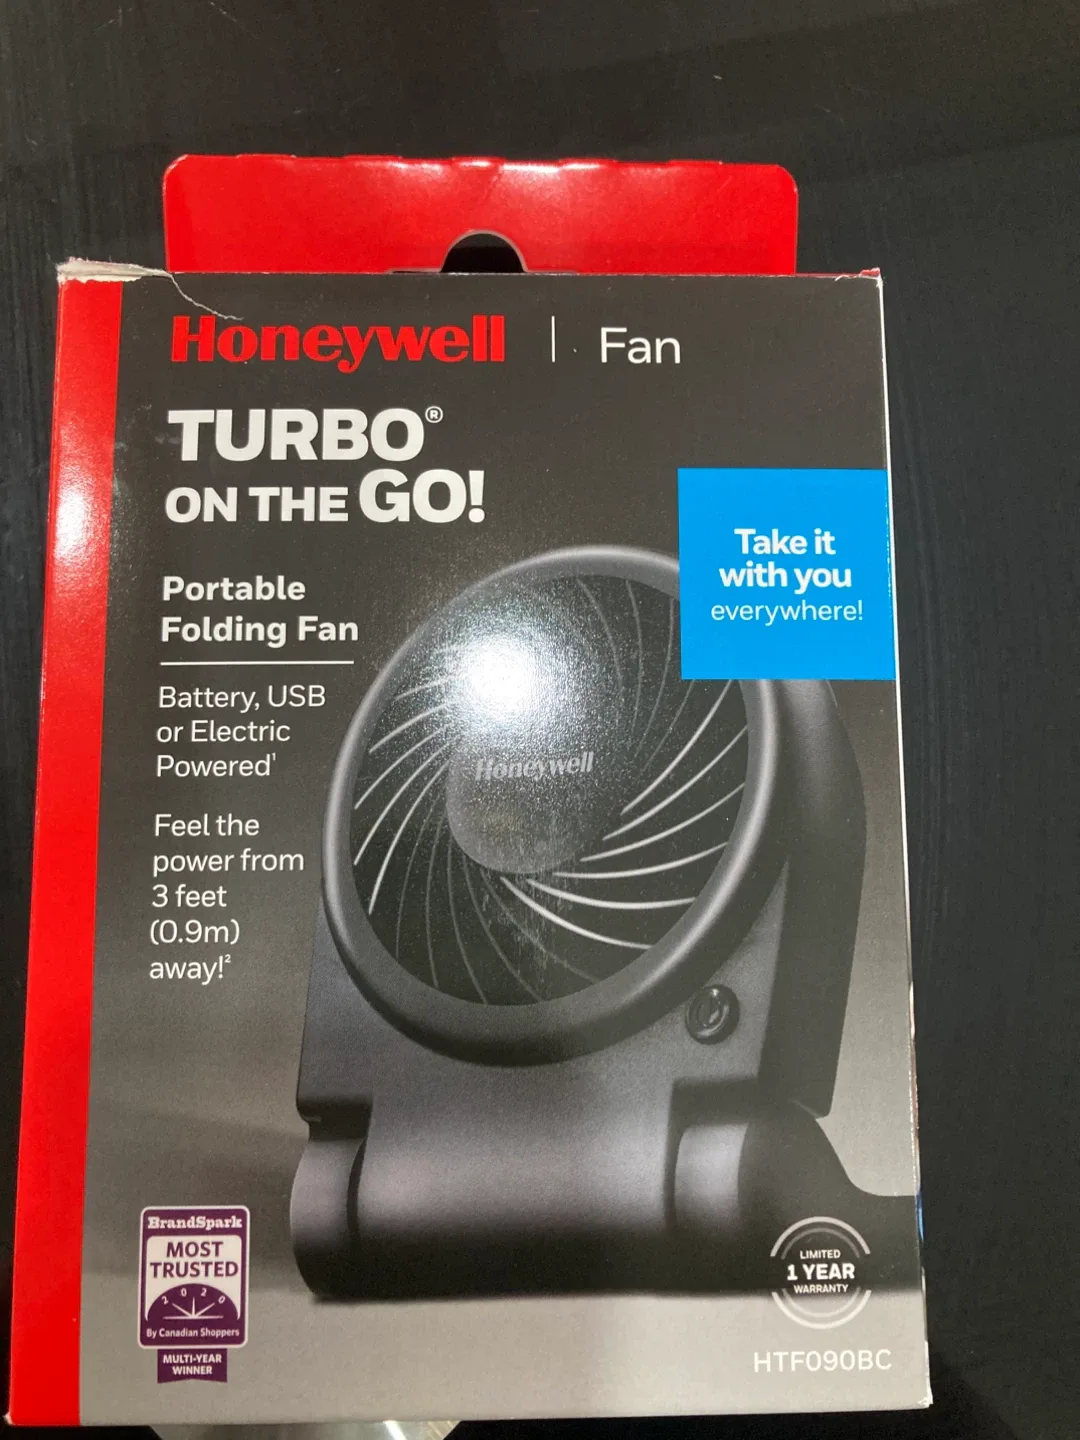 Honeywell | Fan
TURBO®
ON THE GO!
Take it
with you
everywhere!
Portable
Folding Fan
Battery, USB
or Electric
Powered¹
Feel the
power from
3 feet
(0.9m)
away!²
Honeywell
BrandSpark
MOST
TRUSTED
2020
By Canadian Shoppers
MULTI-YEAR
WINNER
LIMITED
1 YEAR
WARRANTY
HTF090BC